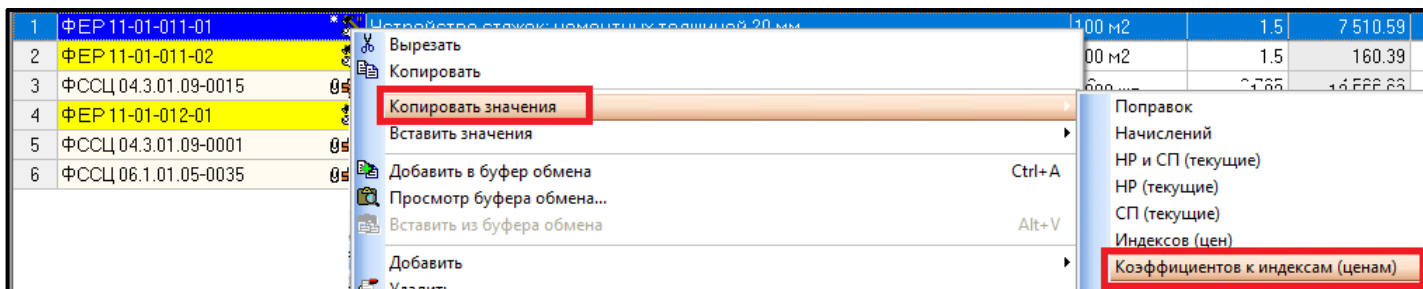 1 ФЕР 11-01-011-01 Устройство стяжек: цементных толщиной 20 мм 100 м2 1.5 7 510.59
2 ФЕР 11-01-011-02 00 м2 1.5 160.39
3 ФССЦ 04.3.01.09-0015
4 ФЕР 11-01-012-01
5 ФССЦ 04.3.01.09-0001
6 ФССЦ 06.1.01.05-0035
Вырезать
Копировать
Копировать значения
Вставить значения
Добавить в буфер обмена Ctrl+A
Просмотр буфера обмена...
Вставить из буфера обмена Alt+V
Добавить
Удалить
Поправок
Начислений
НР и СП (текущие)
НР (текущие)
СП (текущие)
Индексов (цен)
Коэффициентов к индексам (ценам)